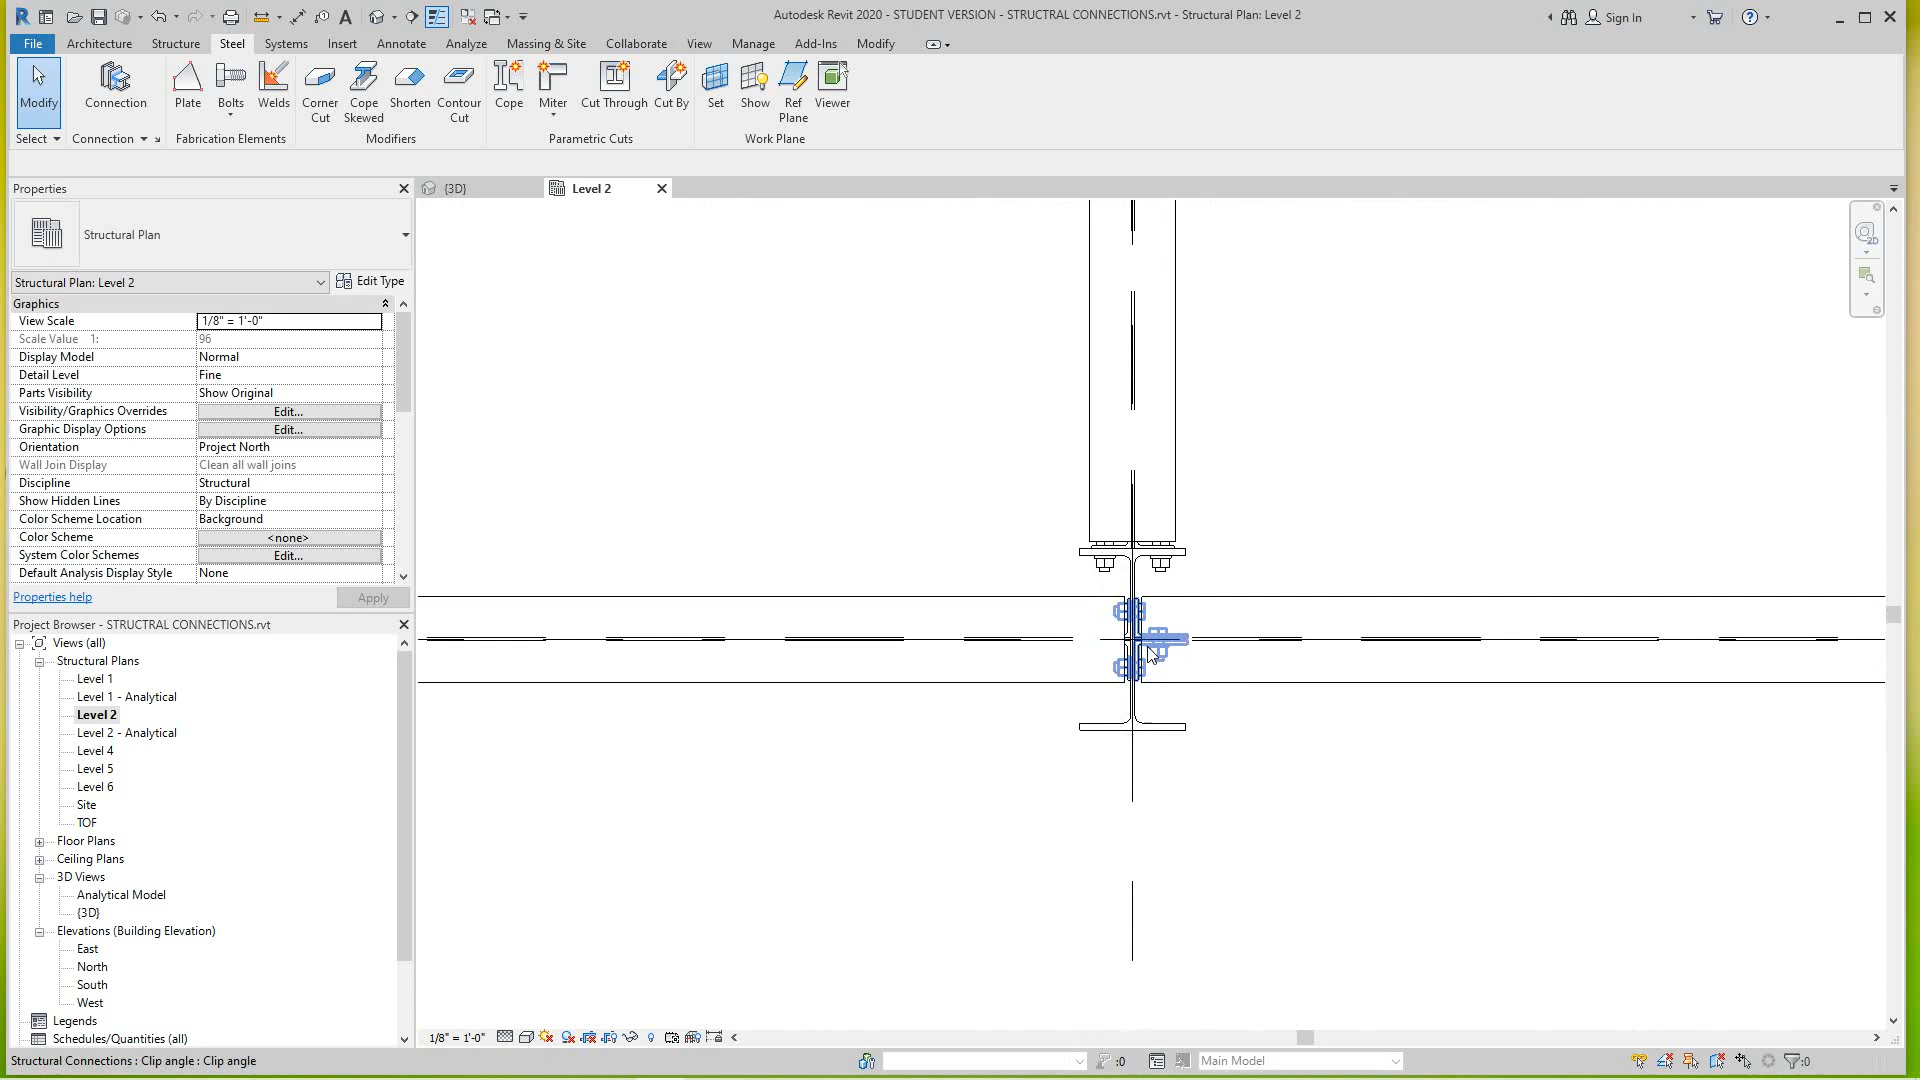 Autodesk Revit 2020 - STUDENT VERSION - STRUCTRAL CONNECTIONS.rvt - Structural Plan: Level 2
Sign In
File Architecture Structure Steel Systems Insert Annotate Analyze Massing & Site Collaborate View Manage Add-Ins Modify
Modify
Connection
Plate
Bolts
Welds
Corner Cut
Cope Skewed
Shorten
Contour Cut
Cope
Miter
Cut Through
Cut By
Set
Show
Ref Plane
Viewer
Select Connection Fabrication Elements Modifiers Parametric Cuts Work Plane
Properties
{3D}
Level 2
Structural Plan
Structural Plan: Level 2
Edit Type
Graphics
View Scale 1/8" = 1'-0"
Scale Value 1: 96
Display Model Normal
Detail Level Fine
Parts Visibility Show Original
Visibility/Graphics Overrides Edit...
Graphic Display Options Edit...
Orientation Project North
Wall Join Display Clean all wall joins
Discipline Structural
Show Hidden Lines By Discipline
Color Scheme Location Background
Color Scheme <none>
System Color Schemes Edit...
Default Analysis Display Style None
Properties help
Apply
Project Browser - STRUCTRAL CONNECTIONS.rvt
Views (all)
Structural Plans
Level 1
Level 1 - Analytical
Level 2
Level 2 - Analytical
Level 4
Level 5
Level 6
Site
TOF
Floor Plans
Ceiling Plans
3D Views
Analytical Model
{3D}
Elevations (Building Elevation)
East
North
South
West
Legends
Schedules/Quantities (all)
2D
1/8" = 1'-0"
Structural Connections : Clip angle : Clip angle
:0
Main Model
:0